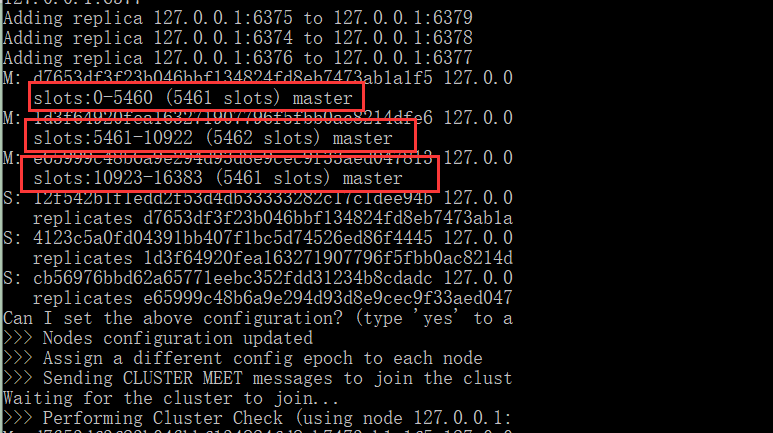 Adding replica 127.0.0.1:6375 to 127.0.0.1:6379
Adding replica 127.0.0.1:6374 to 127.0.0.1:6378
Adding replica 127.0.0.1:6376 to 127.0.0.1:6377
M: d7653df3f23b046bbf134824fd8eb7473ab1a1f5 127.0.0
slots:0-5460 (5461 slots) master
M: 1d3f64920fea163271907796f5fbb0ac8214dfe6 127.0.0
slots:5461-10922 (5462 slots) master
M: e65999c48b6a9e294d93d8e9cec9f33aed047813 127.0.0
slots:10923-16383 (5461 slots) master
S: 12f542b1f1edd2f53d4db33333282c17c1dee94b 127.0.0
replicates d7653df3f23b046bbf134824fd8eb7473ab1a
S: 4123c5a0fd04391bb407f1bc5d74526ed86f4445 127.0.0
replicates 1d3f64920fea163271907796f5fbb0ac8214d
S: cb56976bbd62a65771eebc352fdd31234b8cdadc 127.0.0
replicates e65999c48b6a9e294d93d8e9cec9f33aed047
Can I set the above configuration? (type 'yes' to a
>>> Nodes configuration updated
>>> Assign a different config epoch to each node
>>> Sending CLUSTER MEET messages to join the clust
Waiting for the cluster to join...
>>> Performing Cluster Check (using node 127.0.0.1: